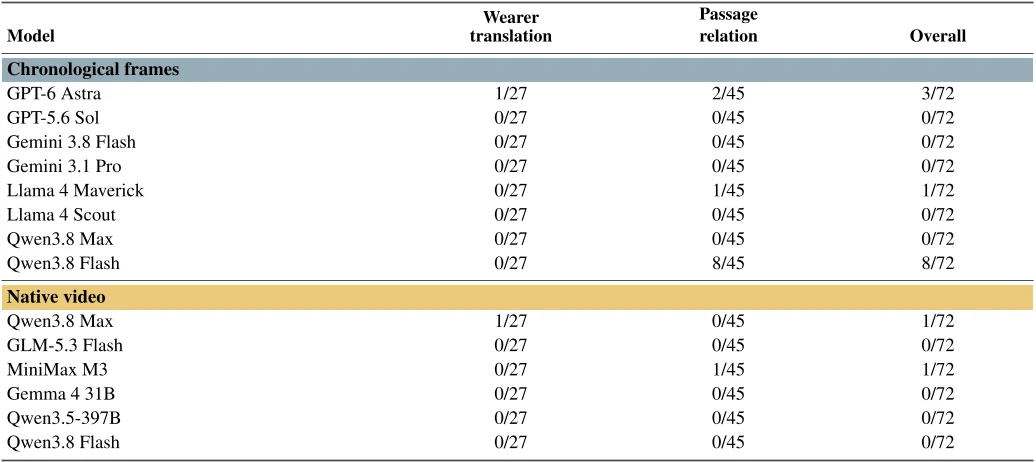 Model Wearer translation Passage relation Overall
Chronological frames
GPT-6 Astra 1/27 2/45 3/72
GPT-5.6 Sol 0/27 0/45 0/72
Gemini 3.8 Flash 0/27 0/45 0/72
Gemini 3.1 Pro 0/27 0/45 0/72
Llama 4 Maverick 0/27 1/45 1/72
Llama 4 Scout 0/27 0/45 0/72
Qwen3.8 Max 0/27 0/45 0/72
Qwen3.8 Flash 0/27 8/45 8/72
Native video
Qwen3.8 Max 1/27 0/45 1/72
GLM-5.3 Flash 0/27 0/45 0/72
MiniMax M3 0/27 1/45 1/72
Gemma 4 31B 0/27 0/45 0/72
Qwen3.5-397B 0/27 0/45 0/72
Qwen3.8 Flash 0/27 0/45 0/72